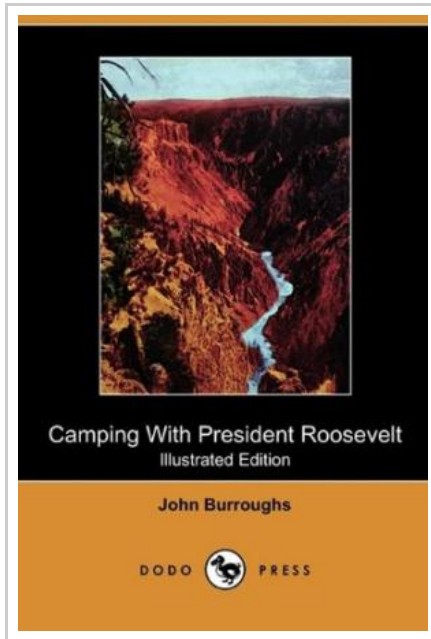 Camping With President Roosevelt
Illustrated Edition
John Burroughs
DODO PRESS